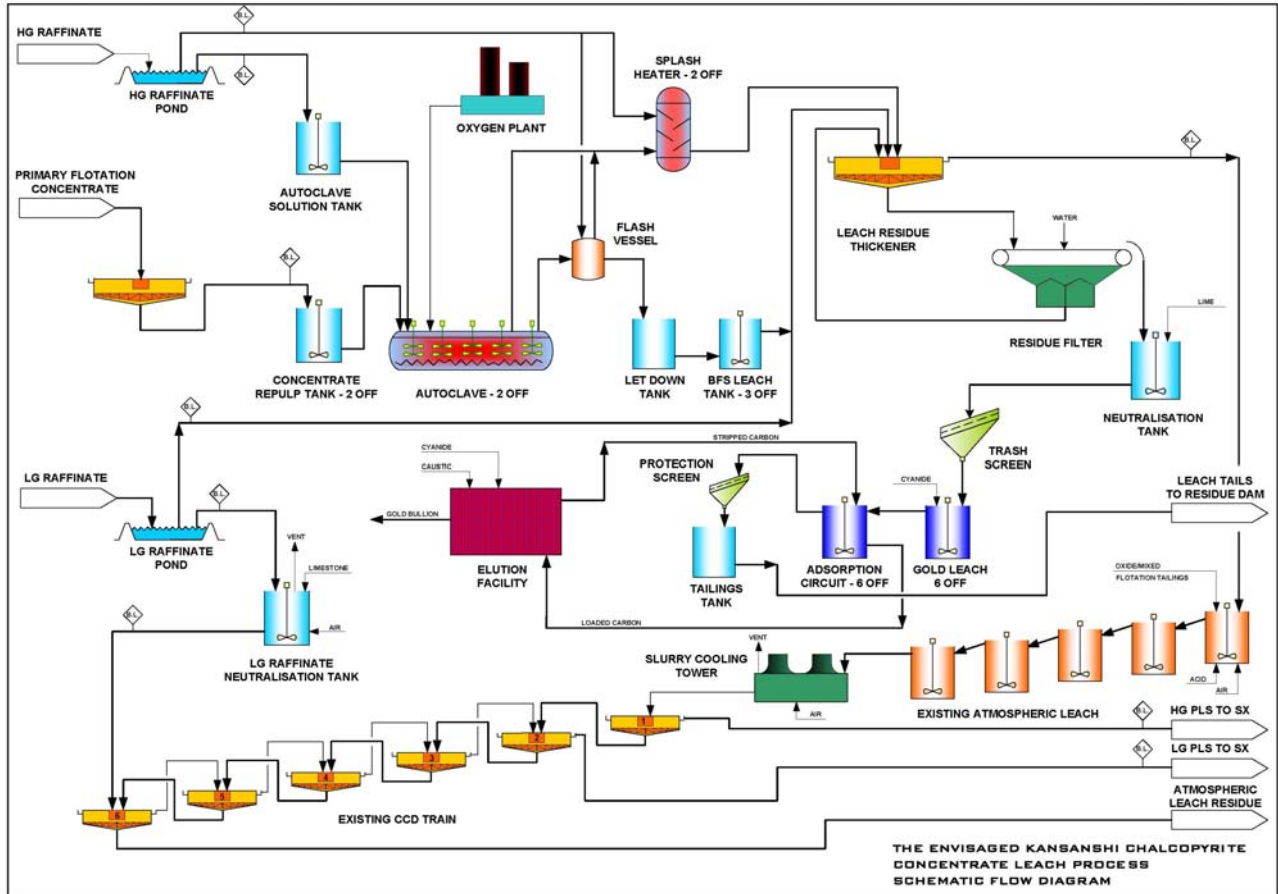 HG RAFFINATE
HG RAFFINATE
POND
B.L.
B.L.
OXYGEN PLANT
SPLASH
HEATER - 2 OFF
B.L.
PRIMARY FLOTATION
CONCENTRATE
AUTOCLAVE
SOLUTION TANK
B.L.
FLASH
VESSEL
LEACH RESIDUE
THICKENER
WATER
RESIDUE FILTER
LIME
NEUTRALISATION
TANK
CONCENTRATE
REPULP TANK - 2 OFF
AUTOCLAVE - 2 OFF
LET DOWN
TANK
BFS LEACH
TANK - 3 OFF
B.L.
LG RAFFINATE
LG RAFFINATE
POND
B.L.
VENT
LIMESTONE
AIR
B.L.
LG RAFFINATE
NEUTRALISATION TANK
CYANIDE
CAUSTIC
GOLD BULLION
ELUTION
FACILITY
STRIPPED CARBON
LOADED CARBON
PROTECTION
SCREEN
TAILINGS
TANK
CYANIDE
TRASH
SCREEN
ADSORPTION
CIRCUIT - 6 OFF
GOLD LEACH
6 OFF
LEACH TAILS
TO RESIDUE DAM
OXIDE/MIXED
FLOTATION TAILINGS
ACID
AIR
VENT
SLURRY COOLING
TOWER
AIR
EXISTING ATMOSPHERIC LEACH
B.L.
HG PLS TO SX
B.L.
LG PLS TO SX
ATMOSPHERIC
LEACH RESIDUE
1
2
3
4
5
6
EXISTING CCD TRAIN
THE ENVISAGED KANSANSHI CHALCOPYRITE
CONCENTRATE LEACH PROCESS
SCHEMATIC FLOW DIAGRAM